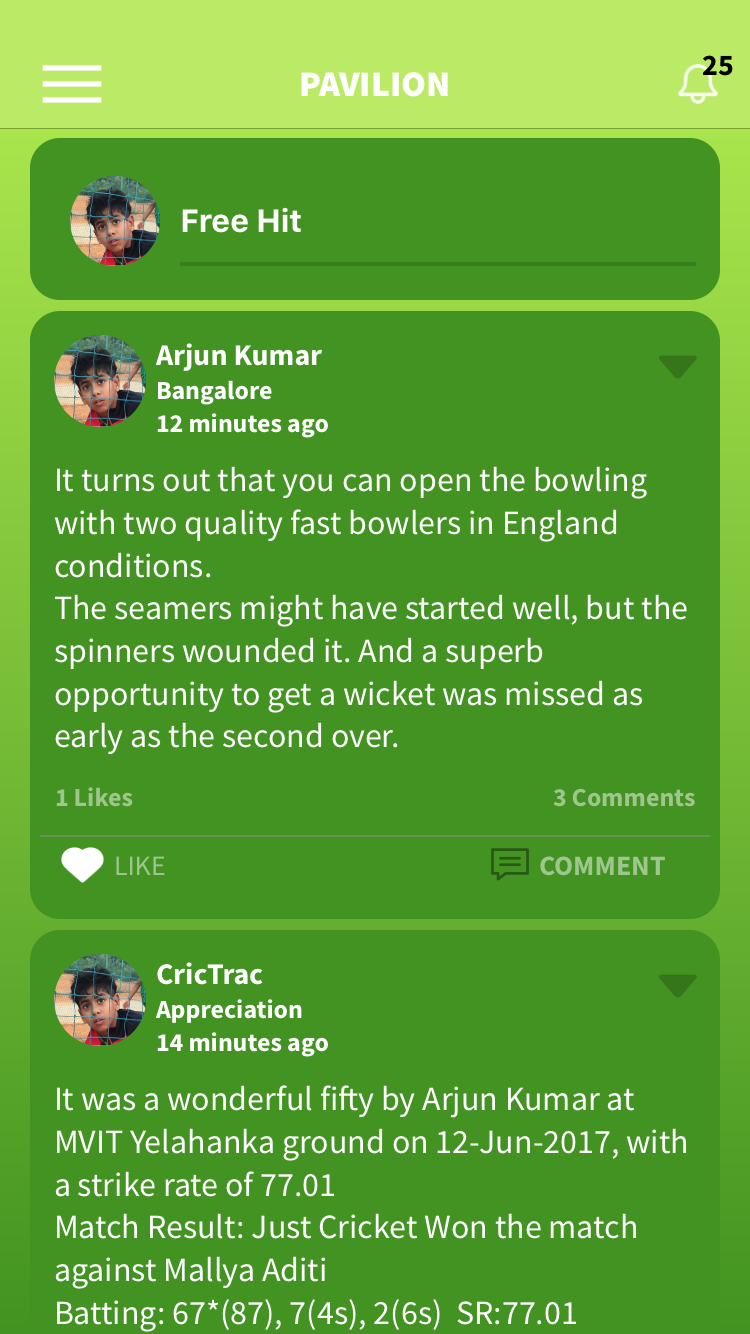 PAVILION
25
Free Hit
Arjun Kumar
Bangalore
12 minutes ago
It turns out that you can open the bowling
with two quality fast bowlers in England
conditions.
The seamers might have started well, but the
spinners wounded it. And a superb
opportunity to get a wicket was missed as
early as the second over.
1 Likes
3 Comments
LIKE
COMMENT
CricTrac
Appreciation
14 minutes ago
It was a wonderful fifty by Arjun Kumar at
MVIT Yelahanka ground on 12-Jun-2017, with
a strike rate of 77.01
Match Result: Just Cricket Won the match
against Mallya Aditi
Batting: 67*(87), 7(4s), 2(6s)  SR:77.01